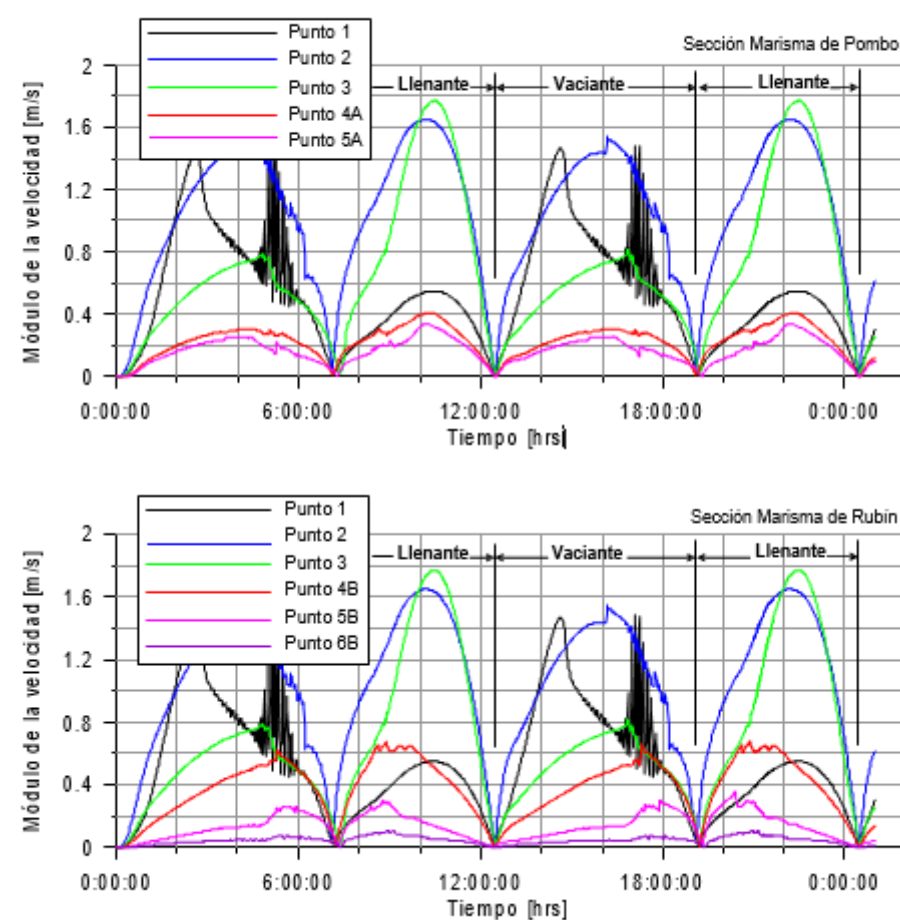 Punto 1
Punto 2
Punto 3
Punto 4A
Punto 5A
Sección Marisma de Pombo
Llenante
Vaciante
Llenante
Módulo de la velocidad [m/s]
2
1.6
1.2
0.8
0.4
0
0:00:00
6:00:00
12:00:00
18:00:00
0:00:00
Tiempo [hrs]
Punto 1
Punto 2
Punto 3
Punto 4B
Punto 5B
Punto 6B
Sección Marisma de Rubín
Llenante
Vaciante
Llenante
Módulo de la velocidad [m/s]
2
1.6
1.2
0.8
0.4
0
0:00:00
6:00:00
12:00:00
18:00:00
0:00:00
Tiempo [hrs]